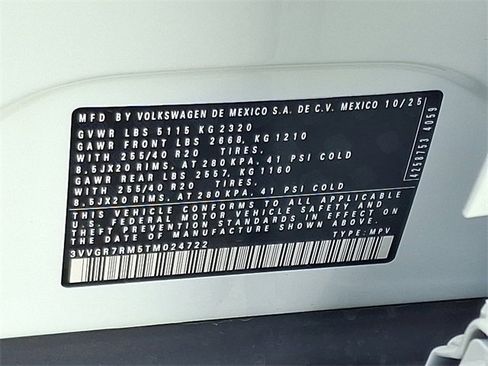 MFD BY VOLKSWAGEN DE MEXICO S.A. DE C.V. MEXICO 10/25
GVWR LBS 5115 KG 2320
GAWR FRONT LBS 2668, KG 1210
WITH 255/40 R20 TIRES.
8.5JX20 RIMS. AT 280 KPA. 41 PSI COLD
GAWR REAR LBS 2557, KG 1160
WITH 255/40 R20 TIRES.
8.5JX20 RIMS. AT 280 KPA. 41 PSI COLD
THIS VEHICLE CONFORMS TO ALL APPLICABLE
U.S. FEDERAL MOTOR VEHICLE SAFETY AND
THEFT PREVENTION STANDARDS IN EFFECT ON
THE DATE OF MANUFACTURE SHOWN ABOVE.
3VVGR7RM5TM024722 TYPE: MPV
4059